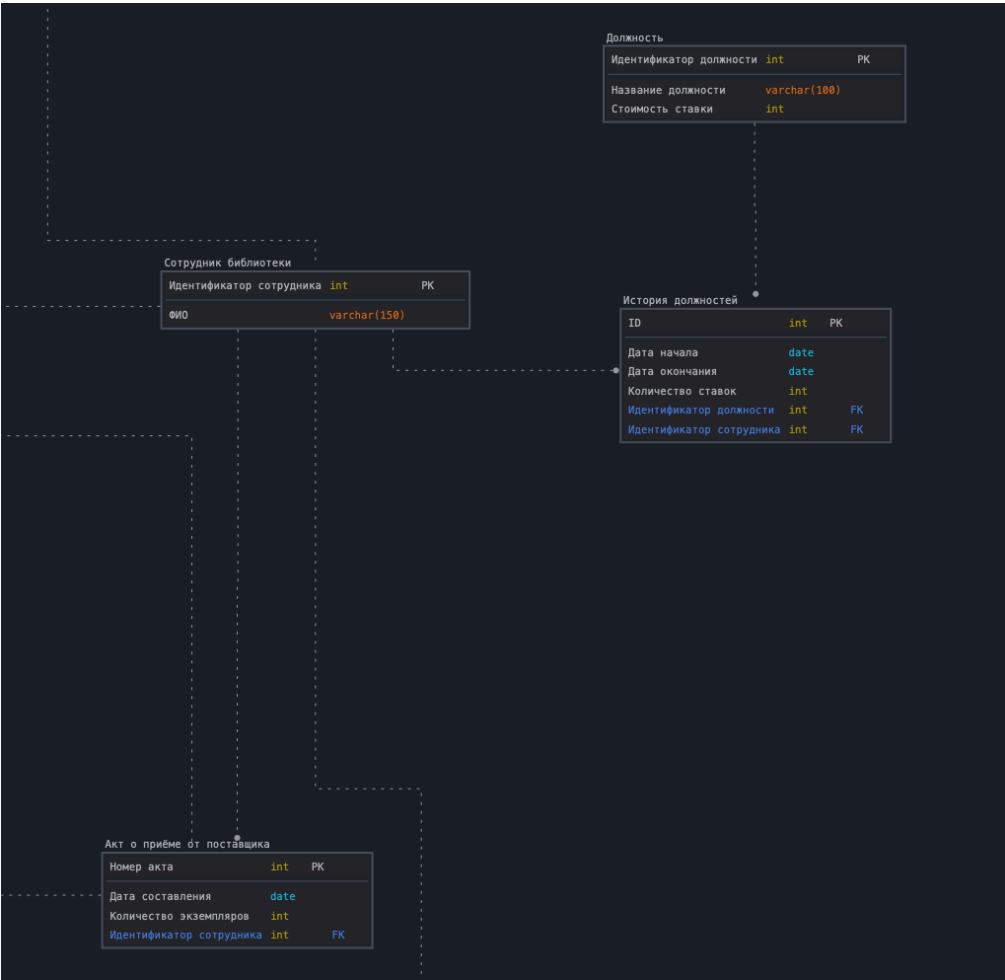 Должность
Идентификатор должности int PK
Название должности varchar(100)
Стоимость ставки int
Сотрудник библиотеки
Идентификатор сотрудника int PK
ФИО varchar(150)
История должностей
ID int PK
Дата начала date
Дата окончания date
Количество ставок int
Идентификатор должности int FK
Идентификатор сотрудника int FK
Акт о приёме от поставщика
Номер акта int PK
Дата составления date
Количество экземпляров int
Идентификатор сотрудника int FK